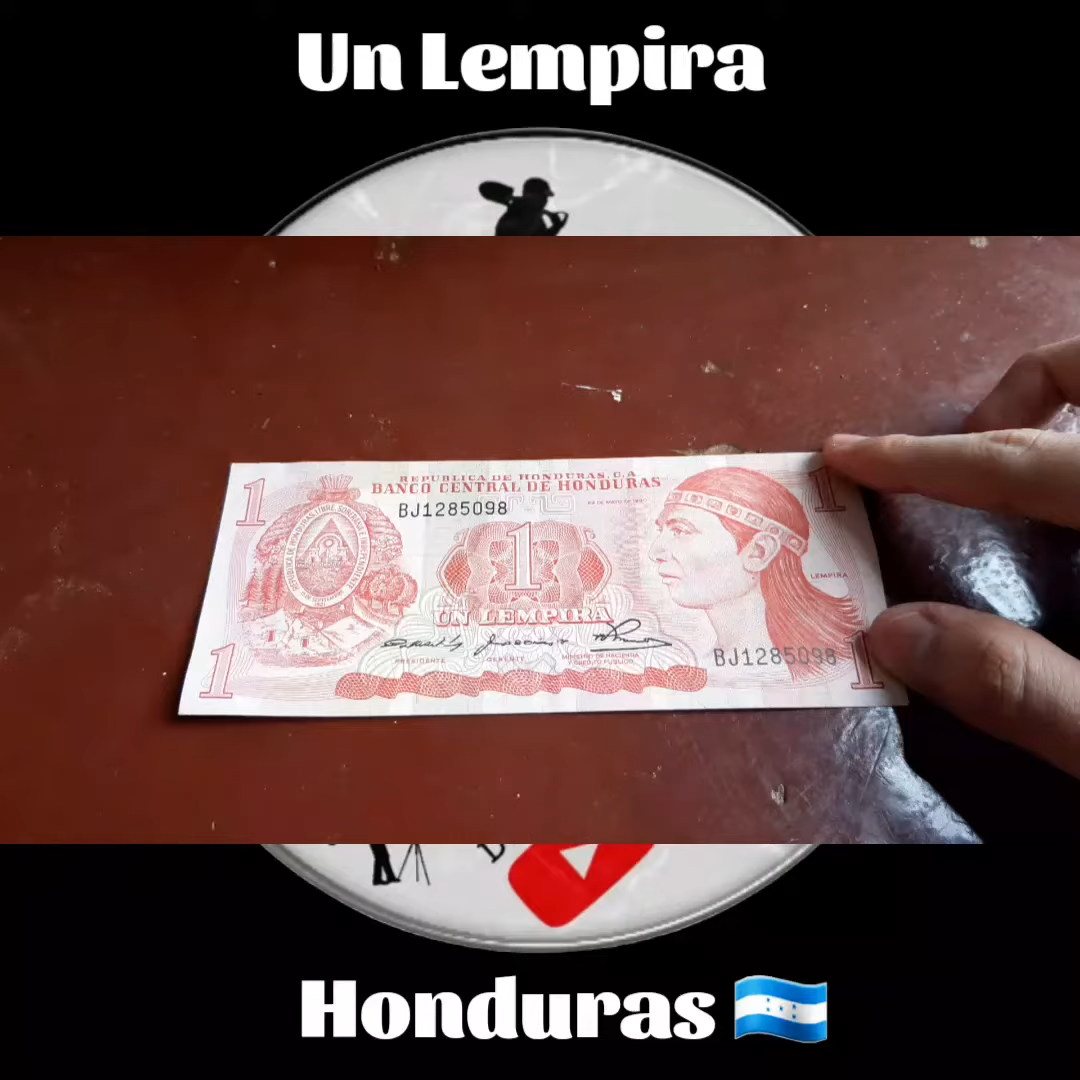 Un Lempira
1
REPUBLICA DE HONDURAS, C.A.
BANCO CENTRAL DE HONDURAS
1
BJ1285098
1
UN LEMPIRA
LEMPIRA
PRESIDENTE
GERENTE
MINISTRO DE HACIENDA
Y CREDITO PUBLICO
BJ1285098
1
1
Honduras 🇭🇳